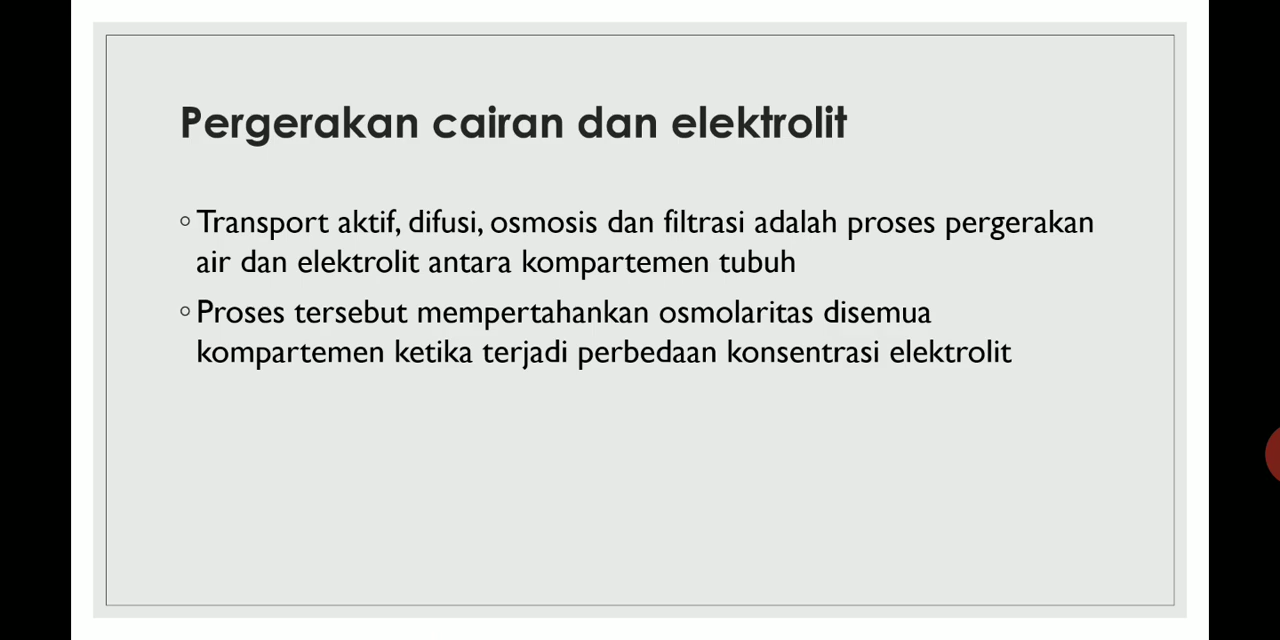 Pergerakan cairan dan elektrolit
◦ Transport aktif, difusi, osmosis dan filtrasi adalah proses pergerakan
air dan elektrolit antara kompartemen tubuh
◦ Proses tersebut mempertahankan osmolaritas disemua
kompartemen ketika terjadi perbedaan konsentrasi elektrolit